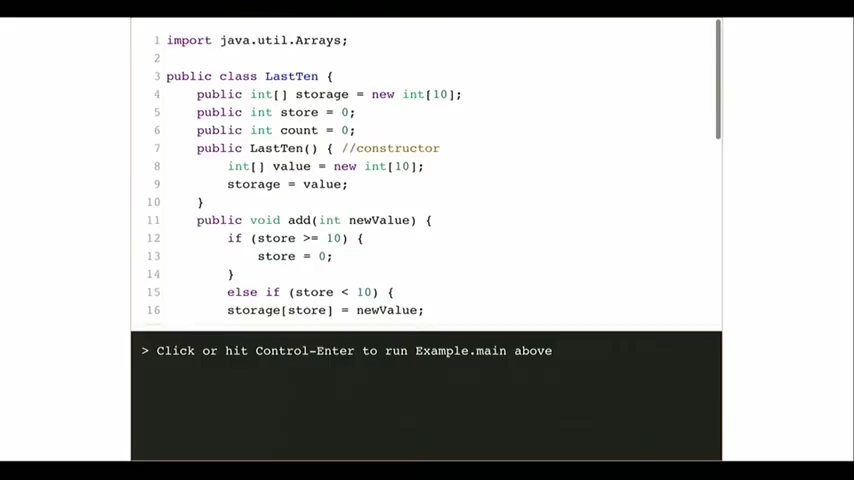 1 import java.util.Arrays;
2
3 public class LastTen {
4 public int[] storage = new int[10];
5 public int store = 0;
6 public int count = 0;
7 public LastTen() { //constructor
8 int[] value = new int[10];
9 storage = value;
10 }
11 public void add(int newValue) {
12 if (store >= 10) {
13 store = 0;
14 }
15 else if (store < 10) {
16 storage[store] = newValue;
> Click or hit Control-Enter to run Example.main above